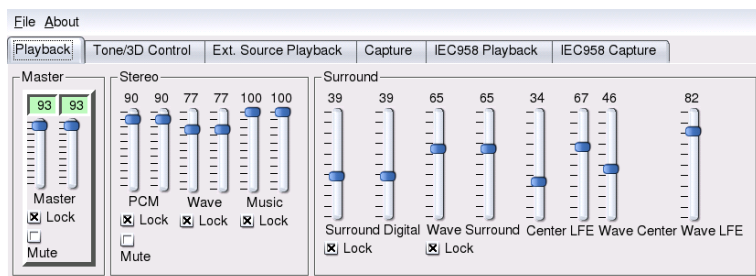 File About
Playback Tone/3D Control Ext. Source Playback Capture IEC958 Playback IEC958 Capture
Master Stereo Surround
93 93 90 90 77 77 100 100 39 39 65 65 34 67 46 82
Master PCM Wave Music Surround Digital Wave Surround Center LFE Wave Center Wave LFE
Lock Lock Lock Lock Lock Lock
Mute Mute